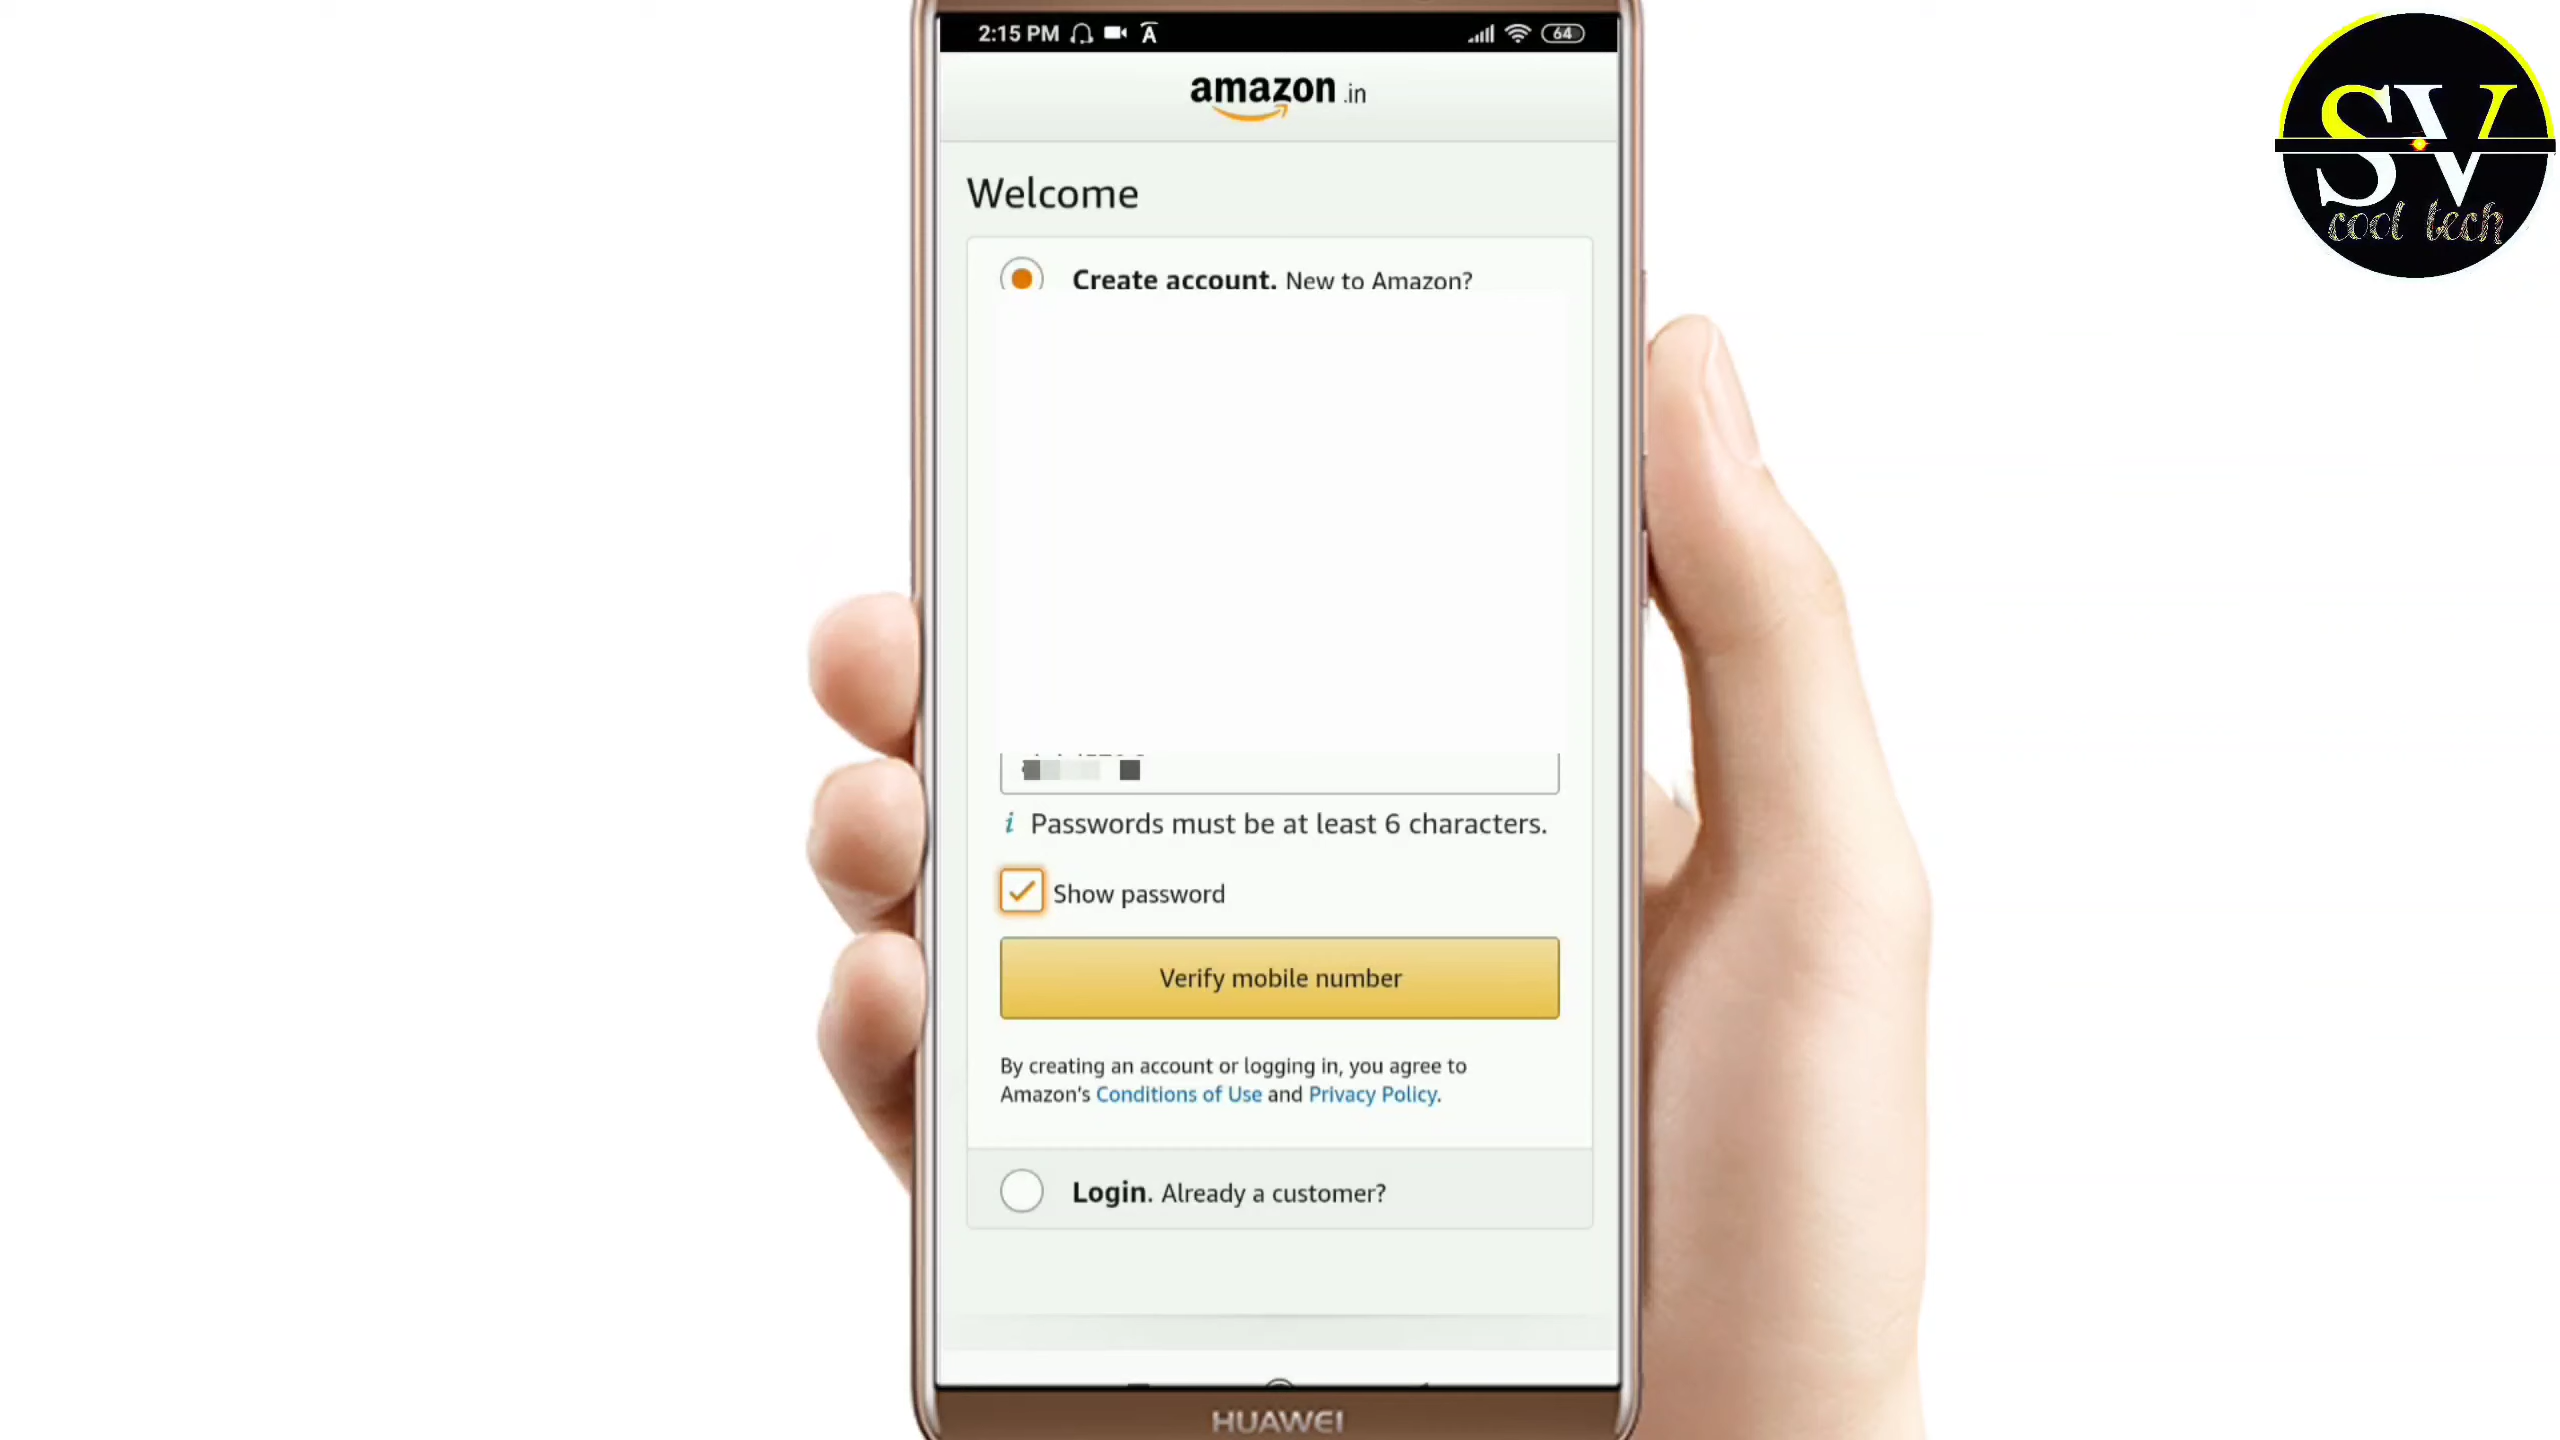 2:15 PM
64
amazon.in
SV
cool tech
Welcome
Create account. New to Amazon?
i Passwords must be at least 6 characters.
Show password
Verify mobile number
By creating an account or logging in, you agree to
Amazon's Conditions of Use and Privacy Policy.
Login. Already a customer?
HUAWEI